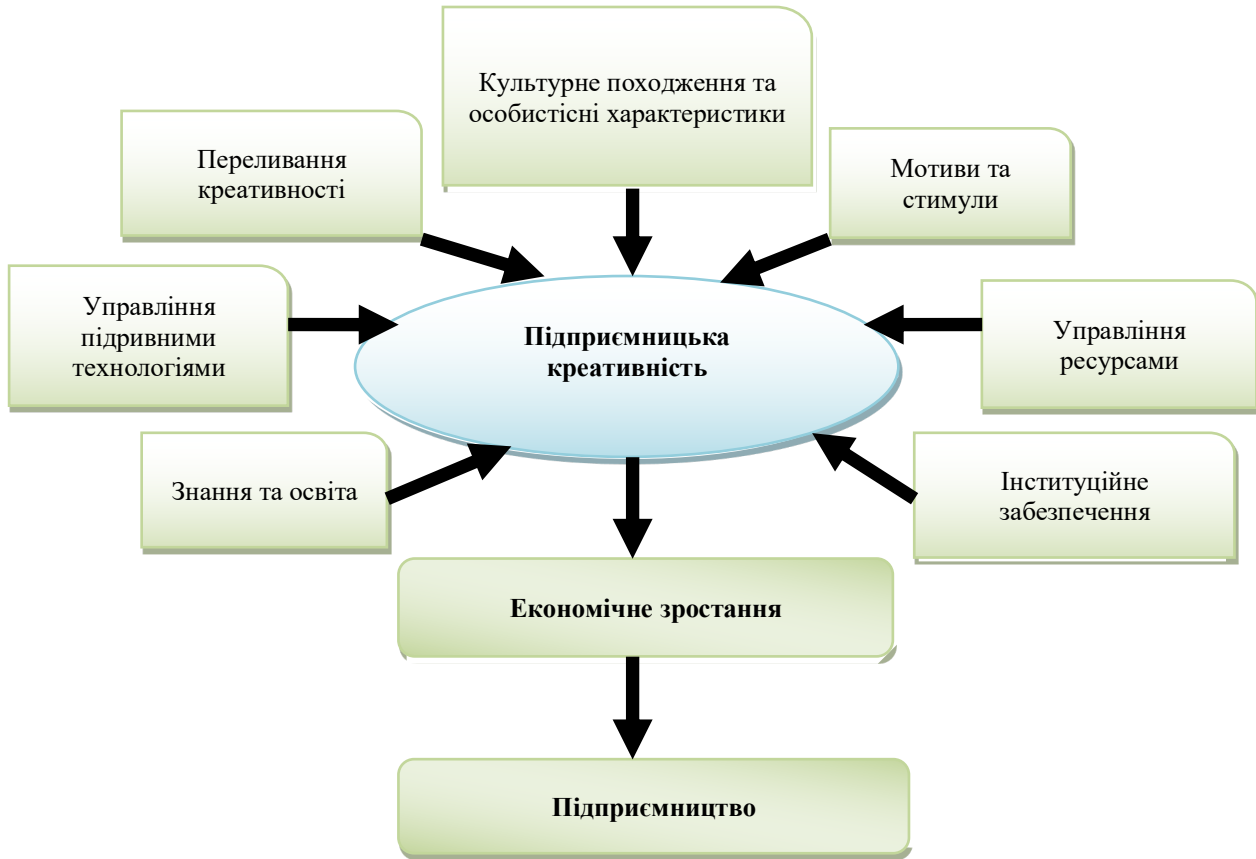 Культурне походження та
особистісні характеристики
Переливання
креативності
Мотиви та
стимули
Управління
підривними
технологіями
Підприємницька
креативність
Управління
ресурсами
Знання та освіта
Інституційне
забезпечення
Економічне зростання
Підприємництво